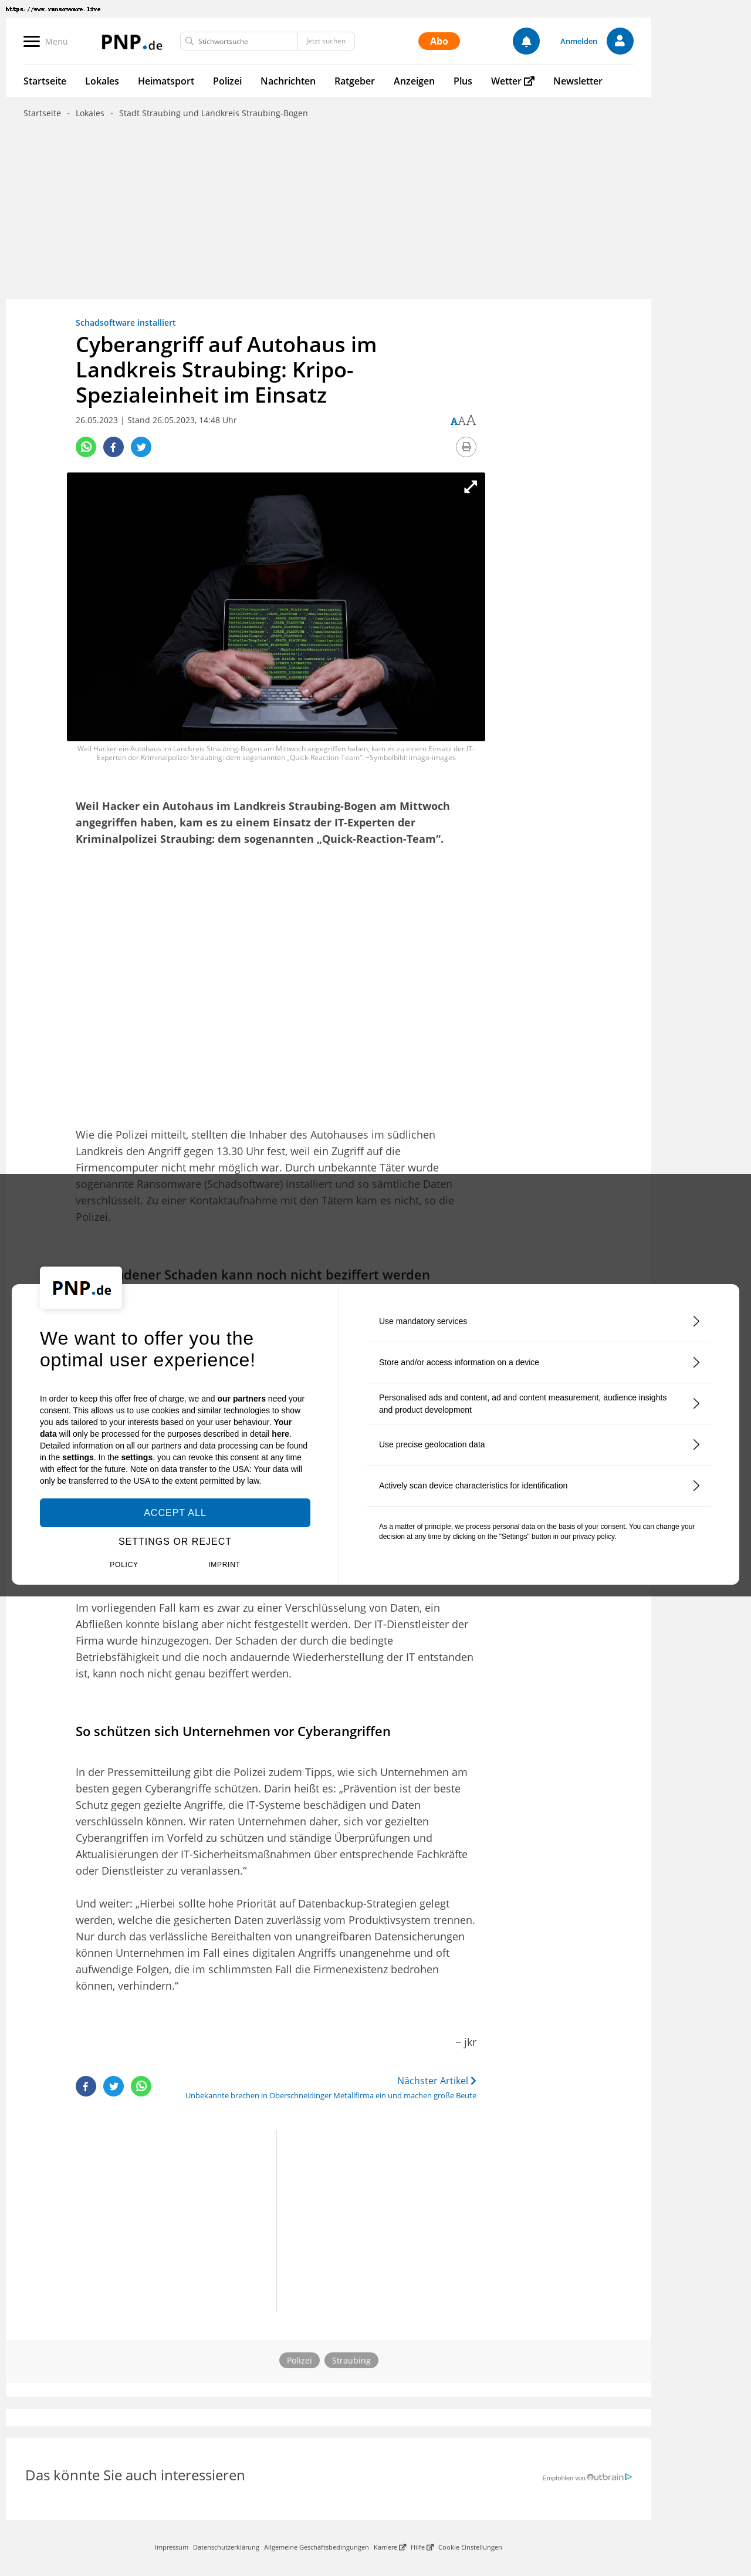 https://www.ransomware.live
Menü
PNP.de
Stichwortsuche
Jetzt suchen
Abo
Anmelden
Startseite Lokales Heimatsport Polizei Nachrichten Ratgeber Anzeigen Plus Wetter Newsletter
Startseite - Lokales - Stadt Straubing und Landkreis Straubing-Bogen
Schadsoftware installiert
Cyberangriff auf Autohaus im
Landkreis Straubing: Kripo-
Spezialeinheit im Einsatz
26.05.2023 | Stand 26.05.2023, 14:48 Uhr
AAA
Weil Hacker ein Autohaus im Landkreis Straubing-Bogen am Mittwoch angegriffen haben, kam es zu einem Einsatz der IT-
Experten der Kriminalpolizei Straubing: dem sogenannten „Quick-Reaction-Team“. −Symbolbild: imago-images
Weil Hacker ein Autohaus im Landkreis Straubing-Bogen am Mittwoch
angegriffen haben, kam es zu einem Einsatz der IT-Experten der
Kriminalpolizei Straubing: dem sogenannten „Quick-Reaction-Team“.
Wie die Polizei mitteilt, stellten die Inhaber des Autohauses im südlichen
Landkreis den Angriff gegen 13.30 Uhr fest, weil ein Zugriff auf die
Firmencomputer nicht mehr möglich war. Durch unbekannte Täter wurde
sogenannte Ransomware (Schadsoftware) installiert und so sämtliche Daten
verschlüsselt. Zu einer Kontaktaufnahme mit den Tätern kam es nicht, so die
Polizei.
dener Schaden kann noch nicht beziffert werden
PNP.de
We want to offer you the
optimal user experience!
In order to keep this offer free of charge, we and our partners need your
consent. This allows us to use cookies and similar technologies to show
you ads tailored to your interests based on your user behaviour. Your
data will only be processed for the purposes described in detail here.
Detailed information on all our partners and data processing can be found
in the settings. In the settings, you can revoke this consent at any time
with effect for the future. Note on data transfer to the USA: Your data will
only be transferred to the USA to the extent permitted by law.
ACCEPT ALL
SETTINGS OR REJECT
POLICY IMPRINT
Use mandatory services
Store and/or access information on a device
Personalised ads and content, ad and content measurement, audience insights
and product development
Use precise geolocation data
Actively scan device characteristics for identification
As a matter of principle, we process personal data on the basis of your consent. You can change your
decision at any time by clicking on the "Settings" button in our privacy policy.
Im vorliegenden Fall kam es zwar zu einer Verschlüsselung von Daten, ein
Abfließen konnte bislang aber nicht festgestellt werden. Der IT-Dienstleister der
Firma wurde hinzugezogen. Der Schaden der durch die bedingte
Betriebsfähigkeit und die noch andauernde Wiederherstellung der IT entstanden
ist, kann noch nicht genau beziffert werden.
So schützen sich Unternehmen vor Cyberangriffen
In der Pressemitteilung gibt die Polizei zudem Tipps, wie sich Unternehmen am
besten gegen Cyberangriffe schützen. Darin heißt es: „Prävention ist der beste
Schutz gegen gezielte Angriffe, die IT-Systeme beschädigen und Daten
verschlüsseln können. Wir raten Unternehmen daher, sich vor gezielten
Cyberangriffen im Vorfeld zu schützen und ständige Überprüfungen und
Aktualisierungen der IT-Sicherheitsmaßnahmen über entsprechende Fachkräfte
oder Dienstleister zu veranlassen.“
Und weiter: „Hierbei sollte hohe Priorität auf Datenbackup-Strategien gelegt
werden, welche die gesicherten Daten zuverlässig vom Produktivsystem trennen.
Nur durch das verlässliche Bereithalten von unangreifbaren Datensicherungen
können Unternehmen im Fall eines digitalen Angriffs unangenehme und oft
aufwendige Folgen, die im schlimmsten Fall die Firmenexistenz bedrohen
können, verhindern.“
− jkr
Nächster Artikel
Unbekannte brechen in Oberschneidinger Metallfirma ein und machen große Beute
Polizei Straubing
Das könnte Sie auch interessieren
Empfohlen von Outbrain
Impressum Datenschutzerklärung Allgemeine Geschäftsbedingungen Karriere Hilfe Cookie Einstellungen